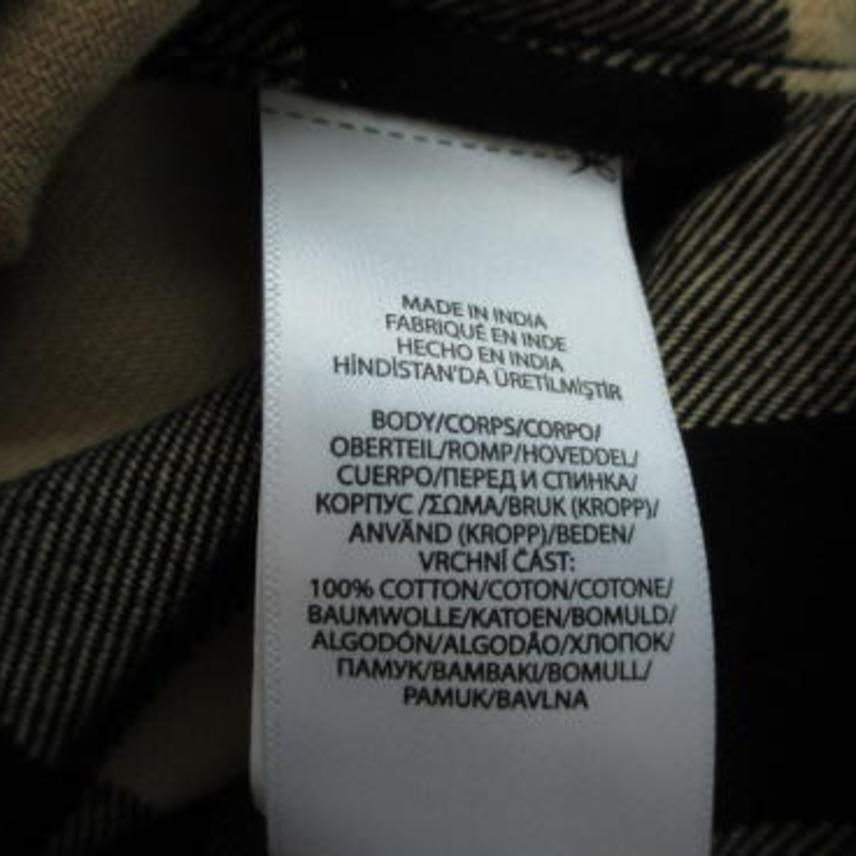 MADE IN INDIA
FABRIQUÉ EN INDE
HECHO EN INDIA
HİNDİSTAN'DA ÜRETİLMİŞTİR
BODY/CORPS/CORPO/
OBERTEIL/ROMP/HOVEDDEL/
CUERPO/ПЕРЕД И СПИНКА/
КОРПУС /ΣΩΜΑ/BRUK (KROPP)/
ANVÄND (KROPP)/BEDEN/
VRCHNÍ ČÁST:
100% COTTON/COTON/COTONE/
BAUMWOLLE/KATOEN/BOMULD/
ALGODÓN/ALGODÃO/ХЛОПОК/
ПАМУК/ΒΑΜΒΑΚΙ/BOMULL/
PAMUK/BAVLNA